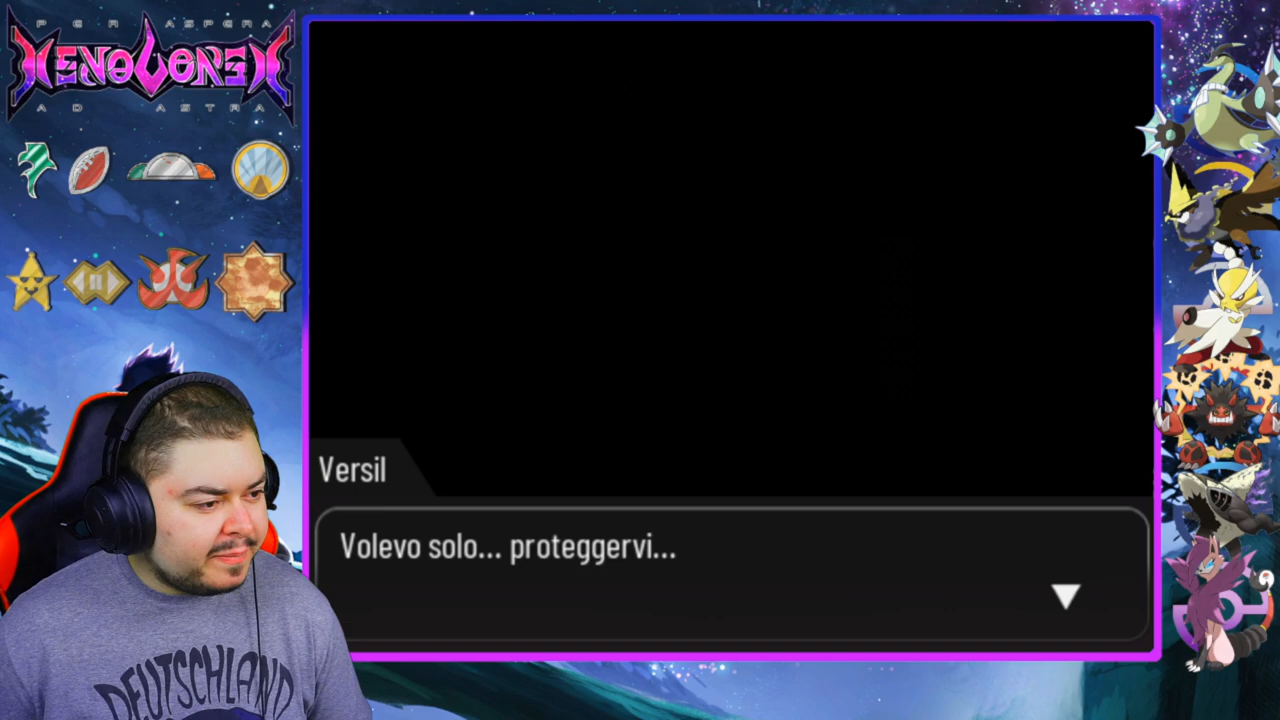 PER ASPERA
XENOVERSE
AD ASTRA
Versil
Volevo solo... proteggervi...
DEUTSCHLAND